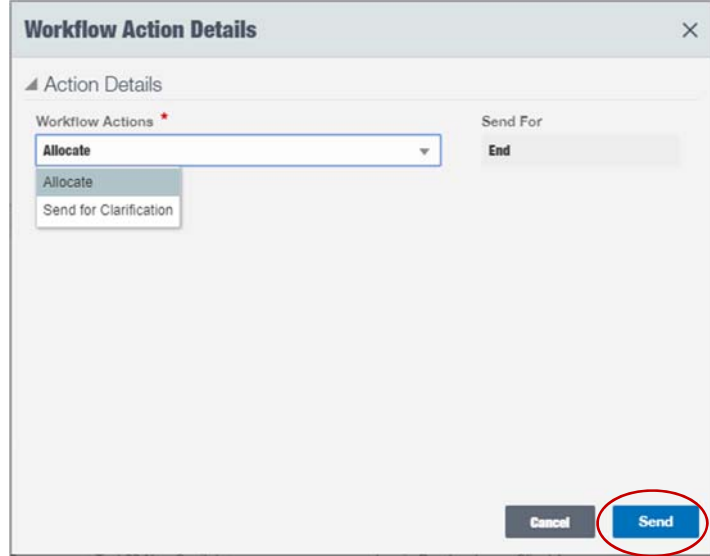 Workflow Action Details
Action Details
Workflow Actions *
Send For
Allocate
End
Allocate
Send for Clarification
Cancel
Send